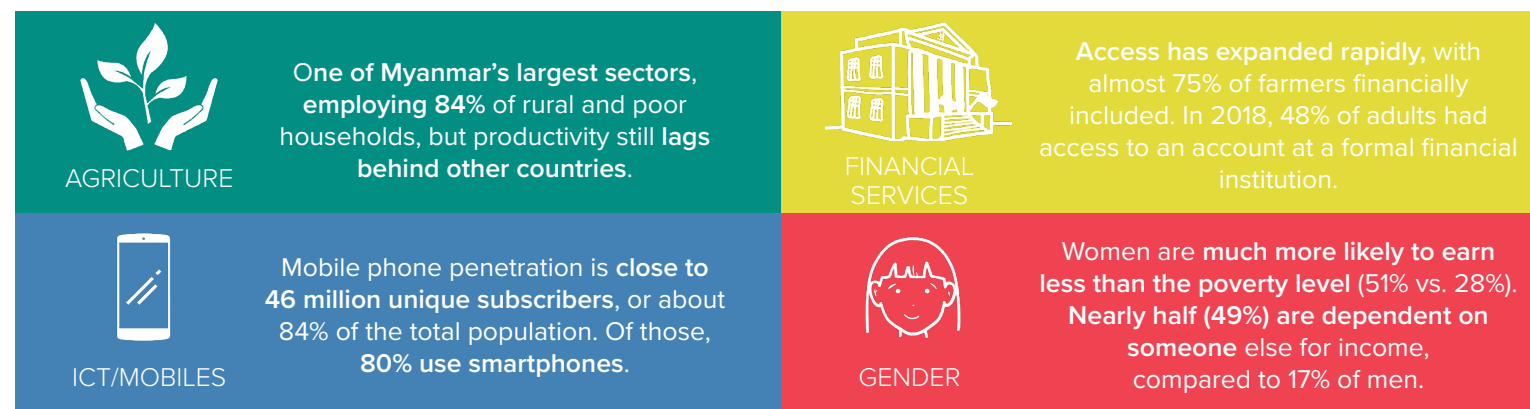 One of Myanmar's largest sectors,
employing 84% of rural and poor
households, but productivity still lags
behind other countries.
AGRICULTURE
Access has expanded rapidly, with
almost 75% of farmers financially
included. In 2018, 48% of adults had
access to an account at a formal financial
institution.
FINANCIAL
SERVICES
Mobile phone penetration is close to
46 million unique subscribers, or about
84% of the total population. Of those,
80% use smartphones.
ICT/MOBILES
Women are much more likely to earn
less than the poverty level (51% vs. 28%).
Nearly half (49%) are dependent on
someone else for income,
compared to 17% of men.
GENDER